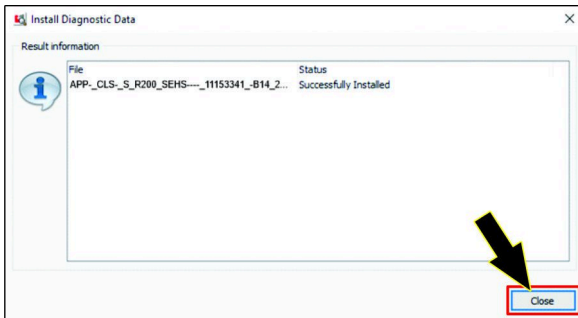 Install Diagnostic Data
Result information
File Status
APP-_CLS-_S_R200_SEHS----_11153341_-B14_2... Successfully Installed
Close